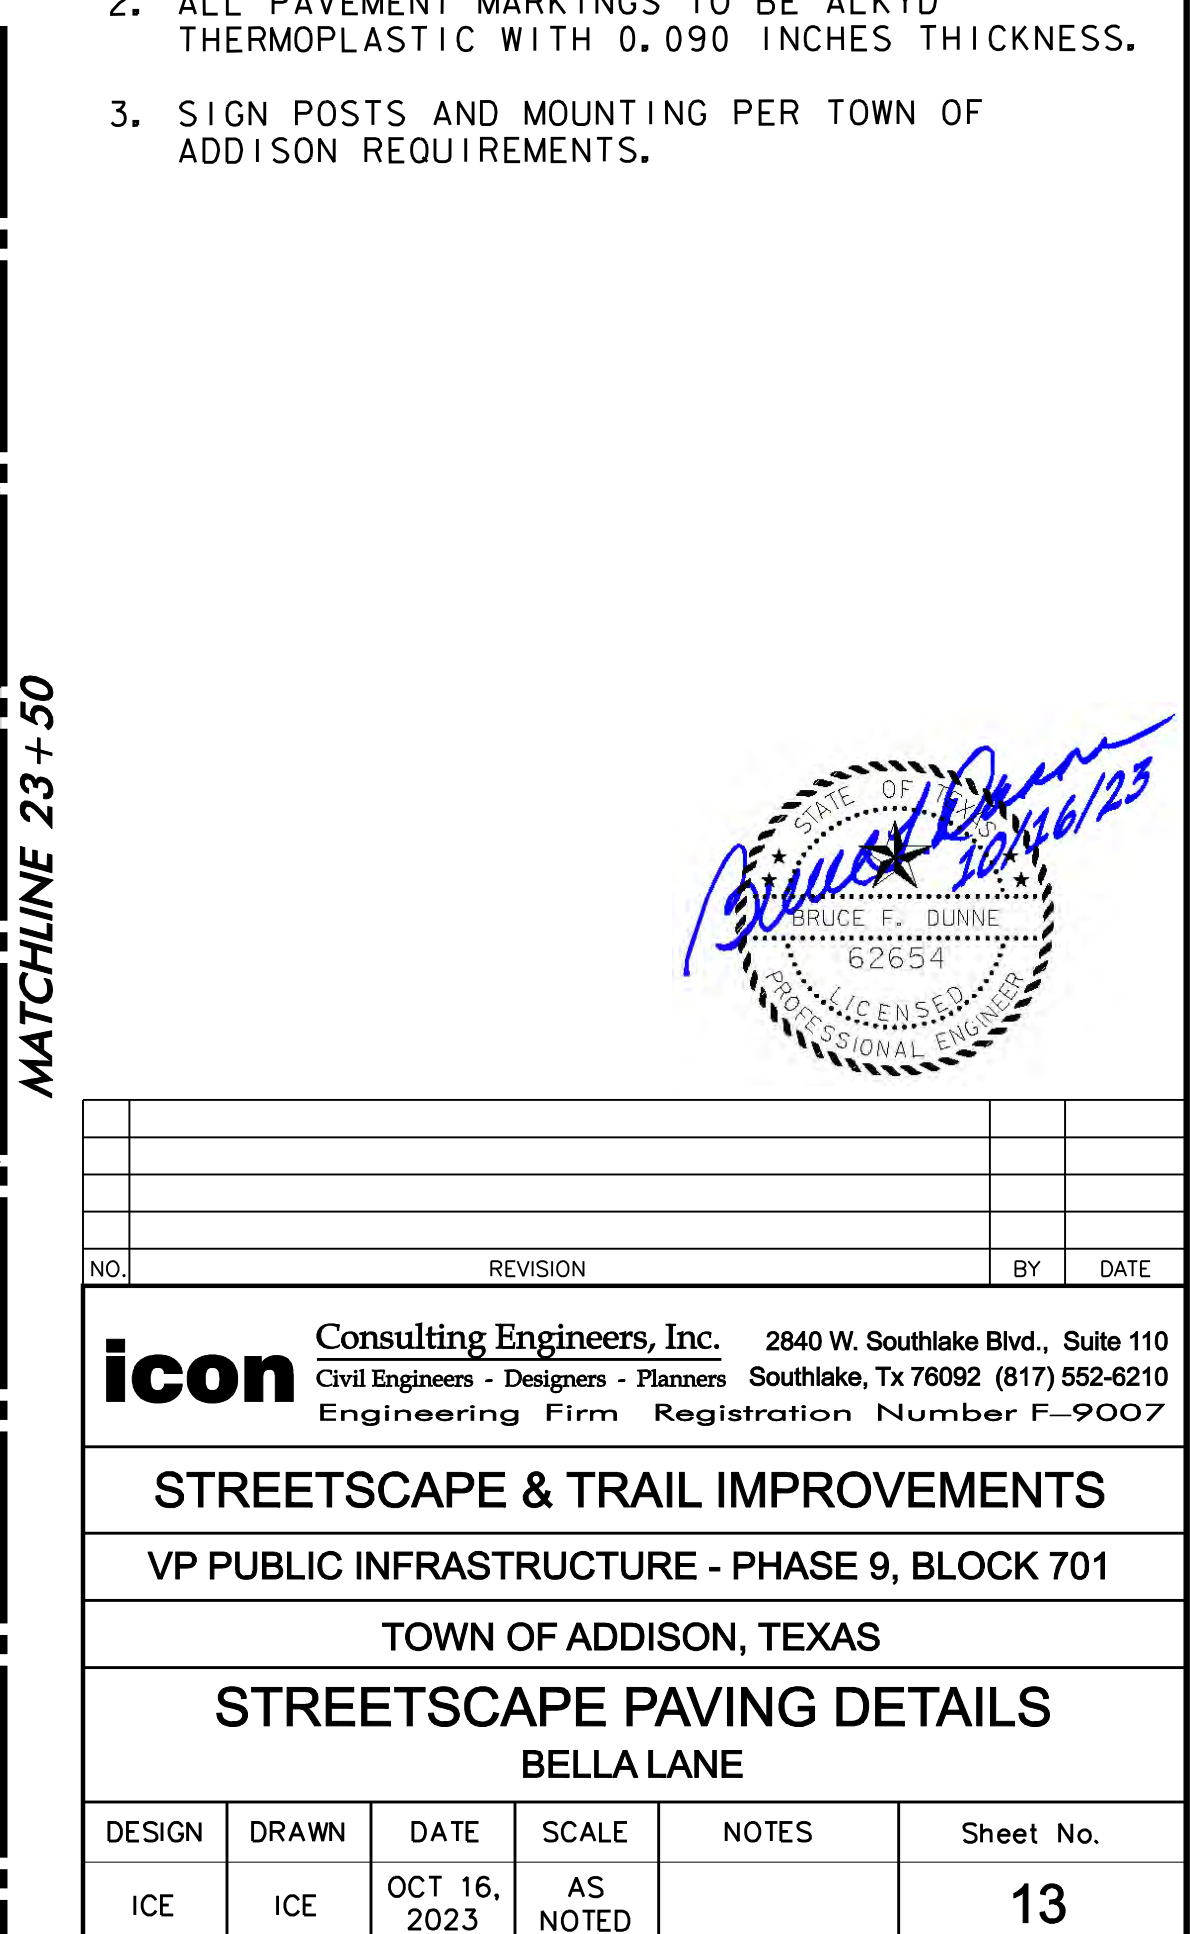 2. ALL PAVEMENT MARKINGS TO BE ALKYD
THERMOPLASTIC WITH 0.090 INCHES THICKNESS.
3. SIGN POSTS AND MOUNTING PER TOWN OF
ADDISON REQUIREMENTS.
MATCHLINE 23+50
STATE OF TEXAS
Bruce F. Dunne
10/16/23
BRUCE F. DUNNE
62654
LICENSED
PROFESSIONAL ENGINEER
NO. REVISION BY DATE
icon Consulting Engineers, Inc. 2840 W. Southlake Blvd., Suite 110
Civil Engineers - Designers - Planners Southlake, Tx 76092 (817) 552-6210
Engineering Firm Registration Number F-9007
STREETSCAPE & TRAIL IMPROVEMENTS
VP PUBLIC INFRASTRUCTURE - PHASE 9, BLOCK 701
TOWN OF ADDISON, TEXAS
STREETSCAPE PAVING DETAILS
BELLA LANE
DESIGN DRAWN DATE SCALE NOTES Sheet No.
ICE ICE OCT 16, 2023 AS NOTED 13